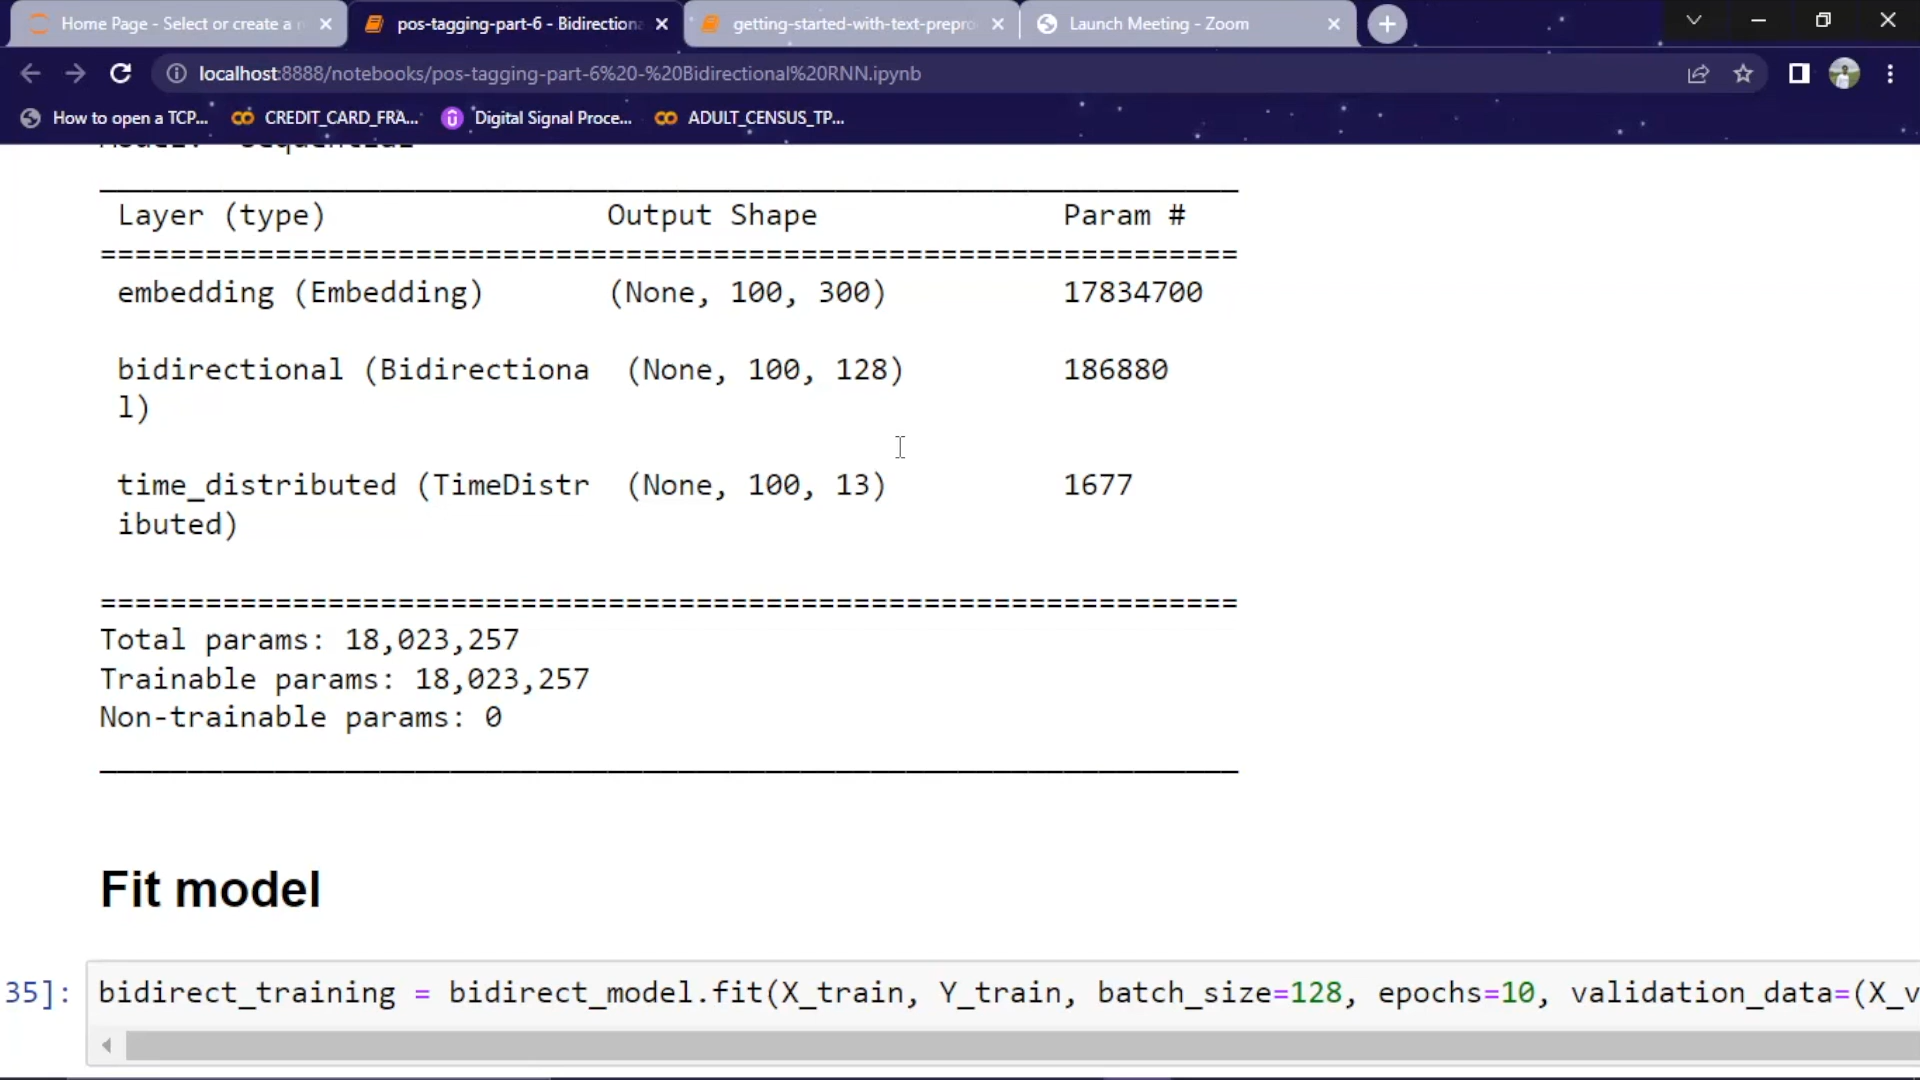 Home Page - Select or create a
pos-tagging-part-6 - Bidirectiona
getting-started-with-text-prepro
Launch Meeting - Zoom
localhost:8888/notebooks/pos-tagging-part-6%20-%20Bidirectional%20RNN.ipynb
How to open a TCP...
CREDIT_CARD_FRA...
Digital Signal Proce...
ADULT_CENSUS_TP...
Layer (type) Output Shape Param #
=================================================================
embedding (Embedding) (None, 100, 300) 17834700
bidirectional (Bidirectiona (None, 100, 128) 186880
l)
time_distributed (TimeDistr (None, 100, 13) 1677
ibuted)
=================================================================
Total params: 18,023,257
Trainable params: 18,023,257
Non-trainable params: 0
Fit model
35]: bidirect_training = bidirect_model.fit(X_train, Y_train, batch_size=128, epochs=10, validation_data=(X_v